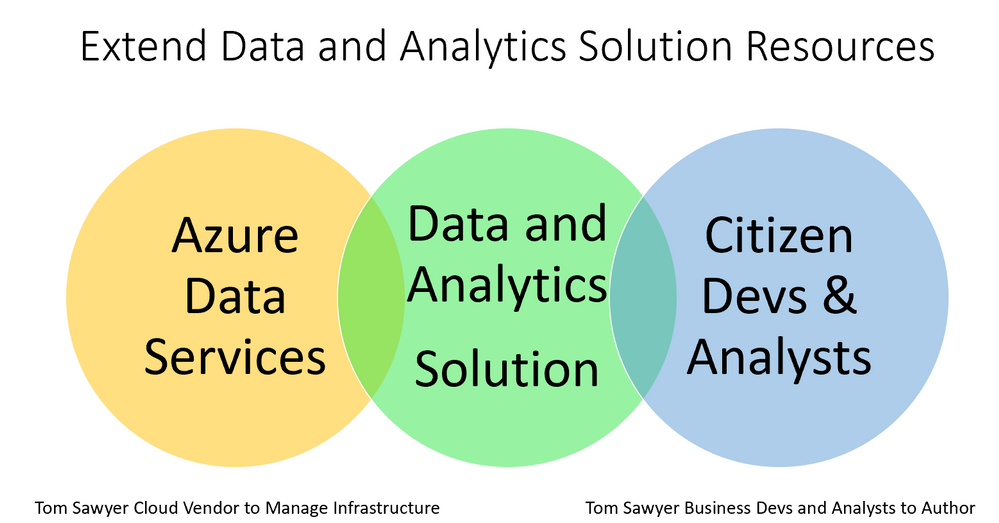 Extend Data and Analytics Solution Resources
Azure
Data
Services
Data and
Analytics
Solution
Citizen
Devs &
Analysts
Tom Sawyer Cloud Vendor to Manage Infrastructure
Tom Sawyer Business Devs and Analysts to Author